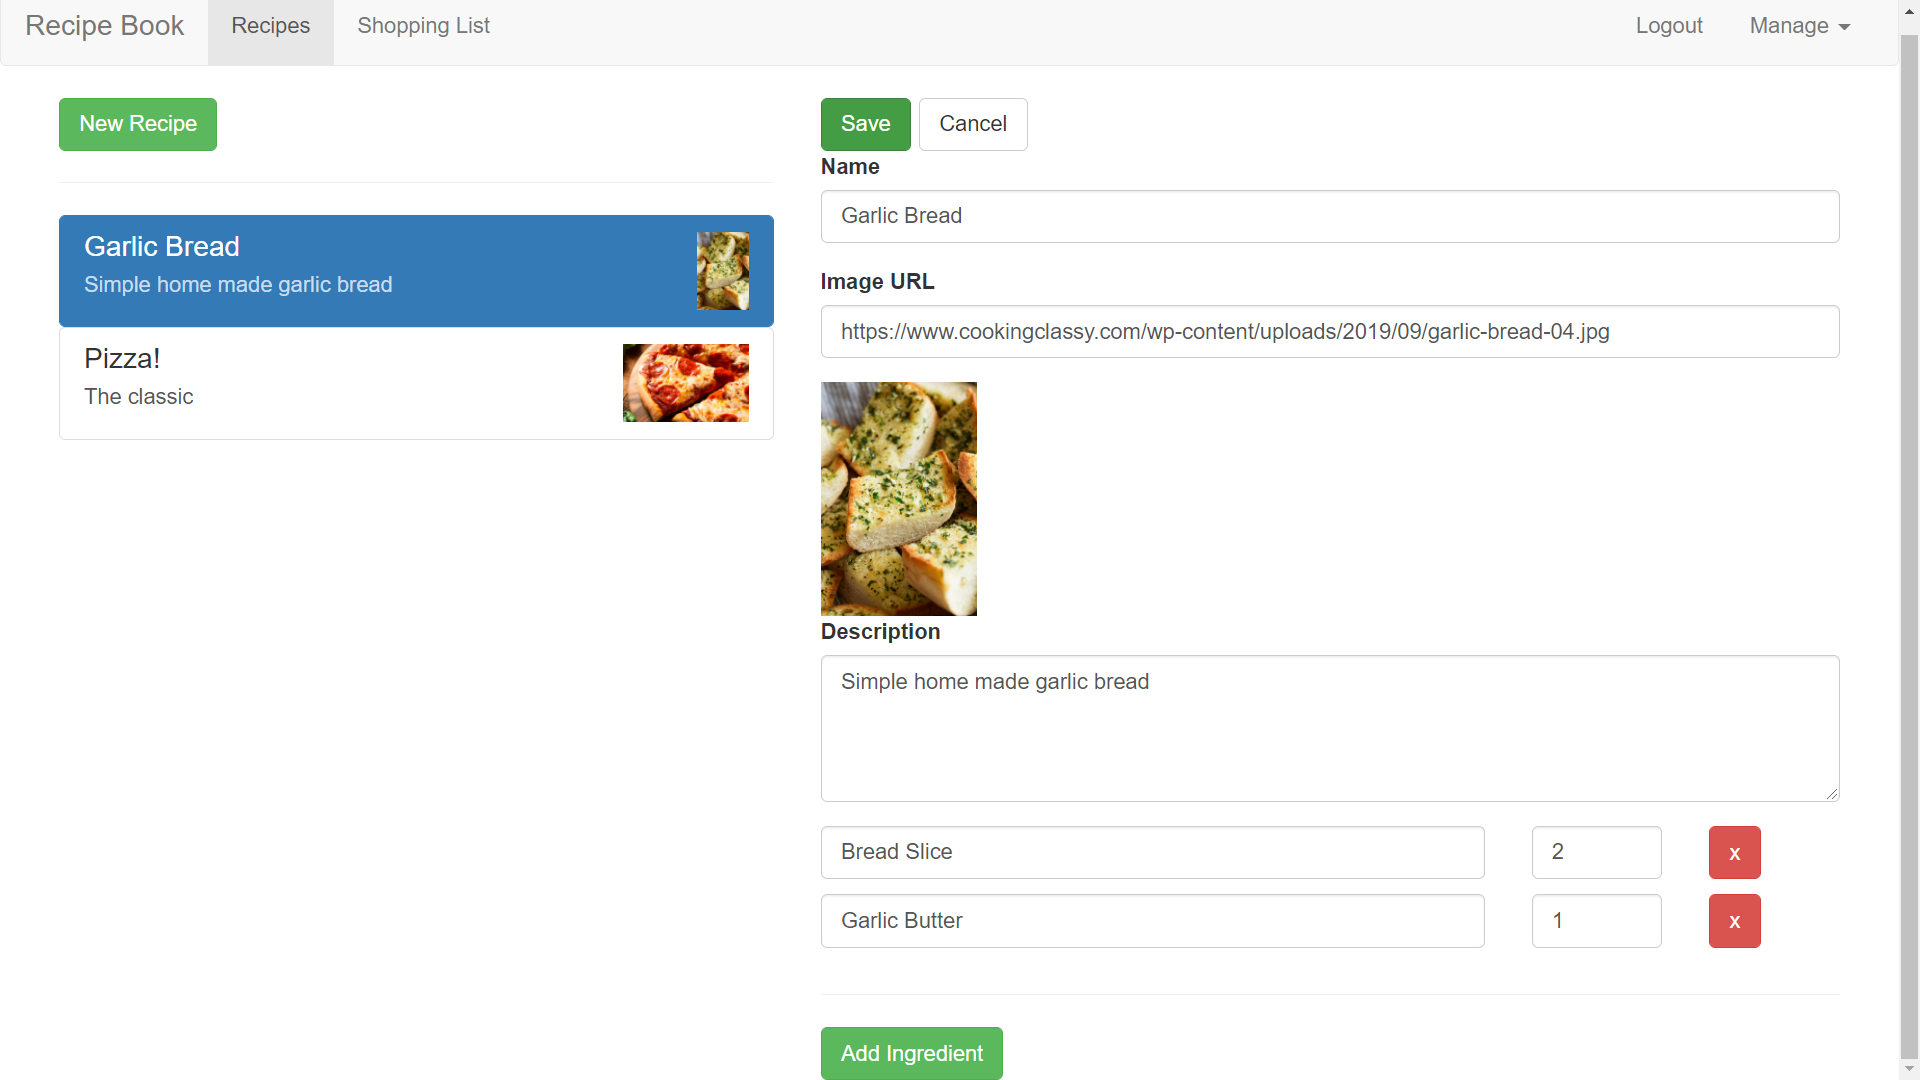 Recipe Book Recipes Shopping List Logout Manage
New Recipe
Garlic Bread
Simple home made garlic bread
Pizza!
The classic
Save Cancel
Name
Garlic Bread
Image URL
https://www.cookingclassy.com/wp-content/uploads/2019/09/garlic-bread-04.jpg
Description
Simple home made garlic bread
Bread Slice 2 x
Garlic Butter 1 x
Add Ingredient